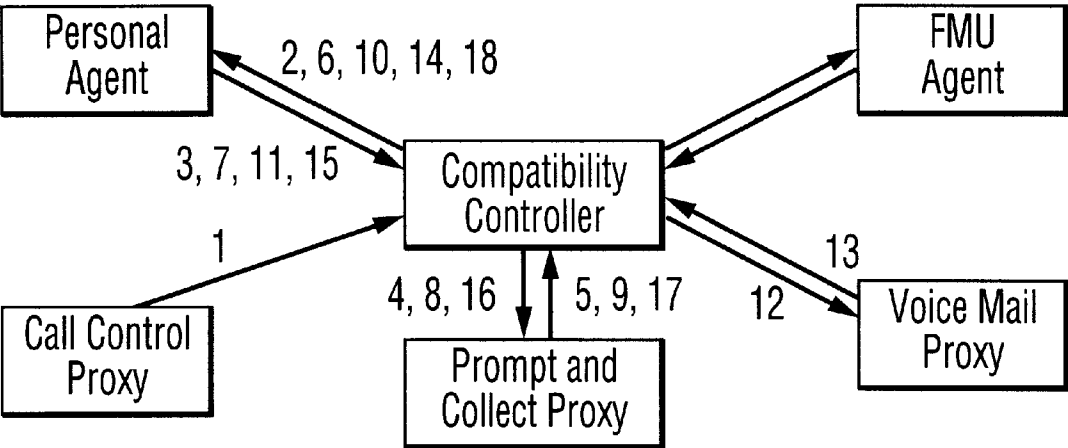 Personal
Agent
FMU
Agent
2, 6, 10, 14, 18
3, 7, 11, 15
Compatibility
Controller
1
13
12
4, 8, 16
5, 9, 17
Call Control
Proxy
Voice Mail
Proxy
Prompt and
Collect Proxy